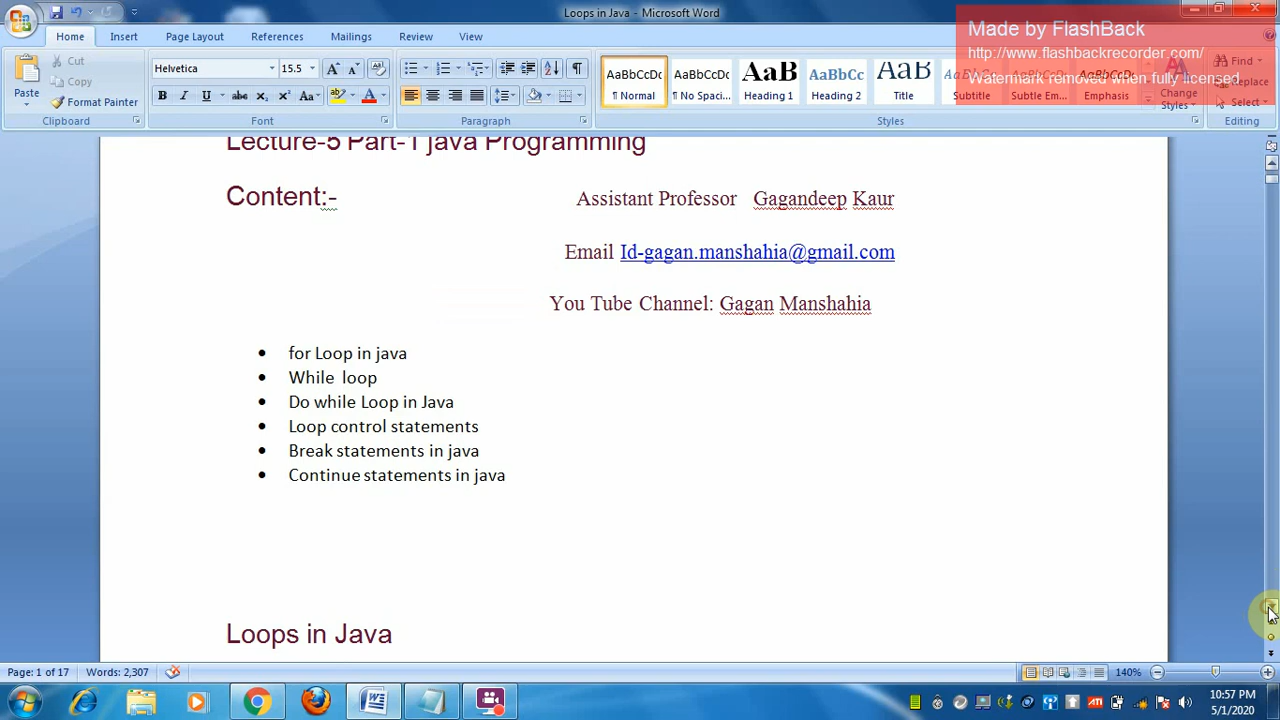 Loops in Java - Microsoft Word
Made by FlashBack
http://www.flashbackrecorder.com/
Watermark removed when fully licensed
Home Insert Page Layout References Mailings Review View
Paste
Cut
Copy
Format Painter
Clipboard
Helvetica 15.5
Font
Paragraph
AaBbCcDc AaBbCcDc AaB AaBbCc AaBb
¶ Normal ¶ No Spaci... Heading 1 Heading 2 Title Subtitle Subtle Em... Emphasis
Change Styles
Styles
Find
Replace
Select
Editing
Lecture-5 Part-1 java Programming
Content:- Assistant Professor Gagandeep Kaur
Email Id-gagan.manshahia@gmail.com
You Tube Channel: Gagan Manshahia
• for Loop in java
• While loop
• Do while Loop in Java
• Loop control statements
• Break statements in java
• Continue statements in java
Loops in Java
Page: 1 of 17 Words: 2,307 140%
10:57 PM
5/1/2020